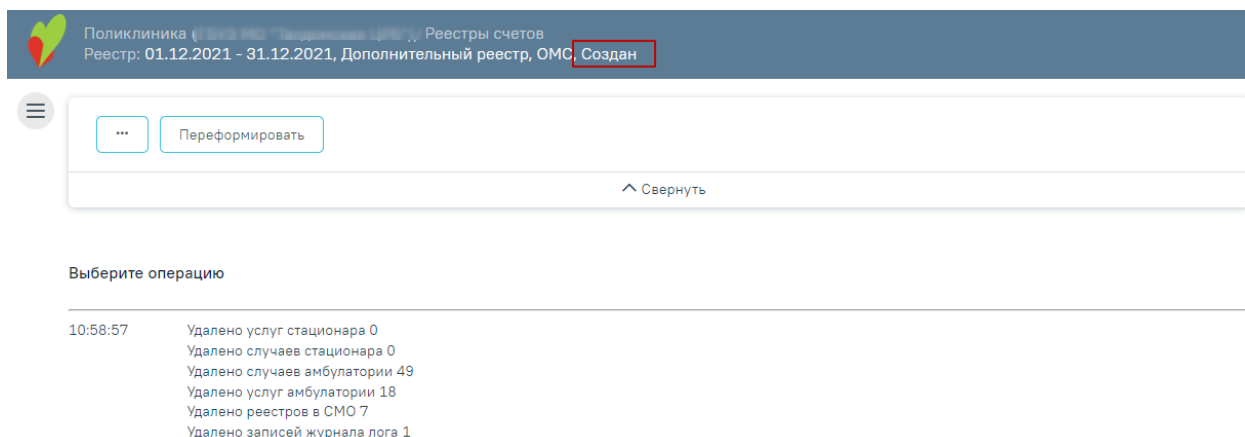 Поликлиника ( / Реестры счетов
Реестр: 01.12.2021 - 31.12.2021, Дополнительный реестр, ОМС, Создан
... Переформировать
Свернуть
Выберите операцию
10:58:57 Удалено услуг стационара 0
Удалено случаев стационара 0
Удалено случаев амбулатории 49
Удалено услуг амбулатории 18
Удалено реестров в СМО 7
Удалено записей журнала лога 1